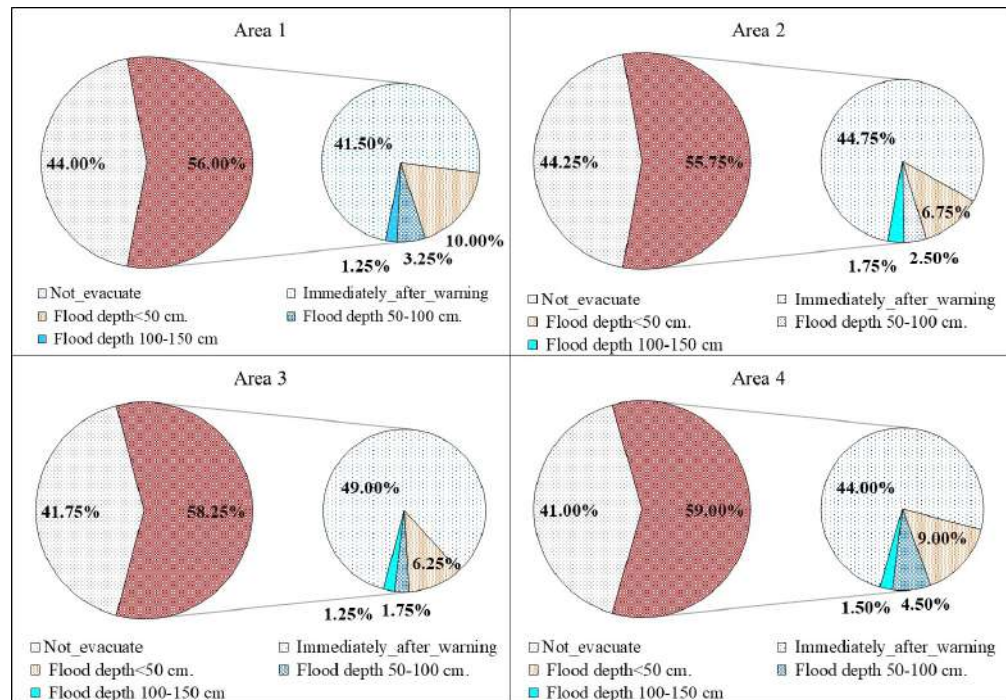 Area 1
44.00%
56.00%
41.50%
10.00%
3.25%
1.25%
Not_evacuate
Immediately_after_warning
Flood depth<50 cm.
Flood depth 50-100 cm.
Flood depth 100-150 cm
Area 2
44.25%
55.75%
44.75%
6.75%
2.50%
1.75%
Not_evacuate
Immediately_after_warning
Flood depth<50 cm.
Flood depth 50-100 cm.
Flood depth 100-150 cm
Area 3
41.75%
58.25%
49.00%
6.25%
1.75%
1.25%
Not_evacuate
Immediately_after_warning
Flood depth<50 cm.
Flood depth 50-100 cm.
Flood depth 100-150 cm
Area 4
41.00%
59.00%
44.00%
9.00%
4.50%
1.50%
Not_evacuate
Immediately_after_warning
Flood depth<50 cm.
Flood depth 50-100 cm.
Flood depth 100-150 cm